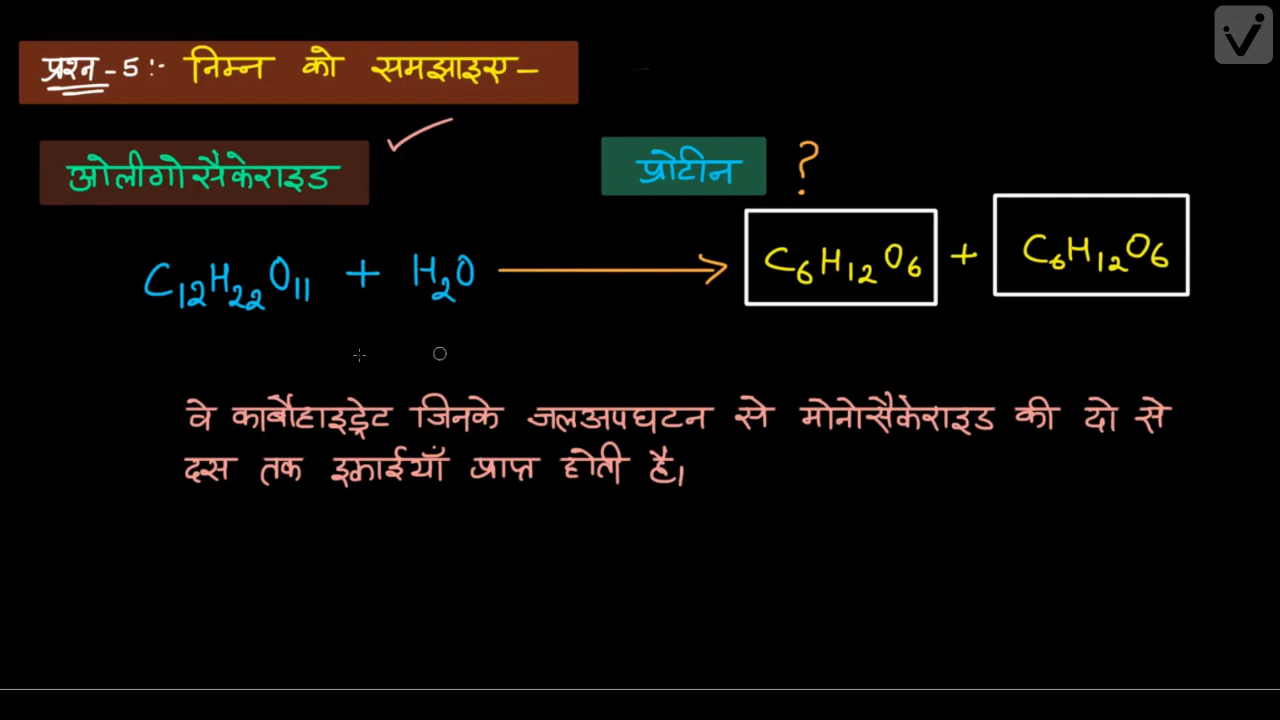 प्रश्न-5:- निम्न को समझाइए-
ओलीगोसैकेराइड
प्रोटीन ?
C₁₂H₂₂O₁₁ + H₂O ⟶ C₆H₁₂O₆ + C₆H₁₂O₆
वे कार्बोहाइड्रेट जिनके जलअपघटन से मोनोसैकेराइड की दो से
दस तक इकाईयाँ प्राप्त होती है।